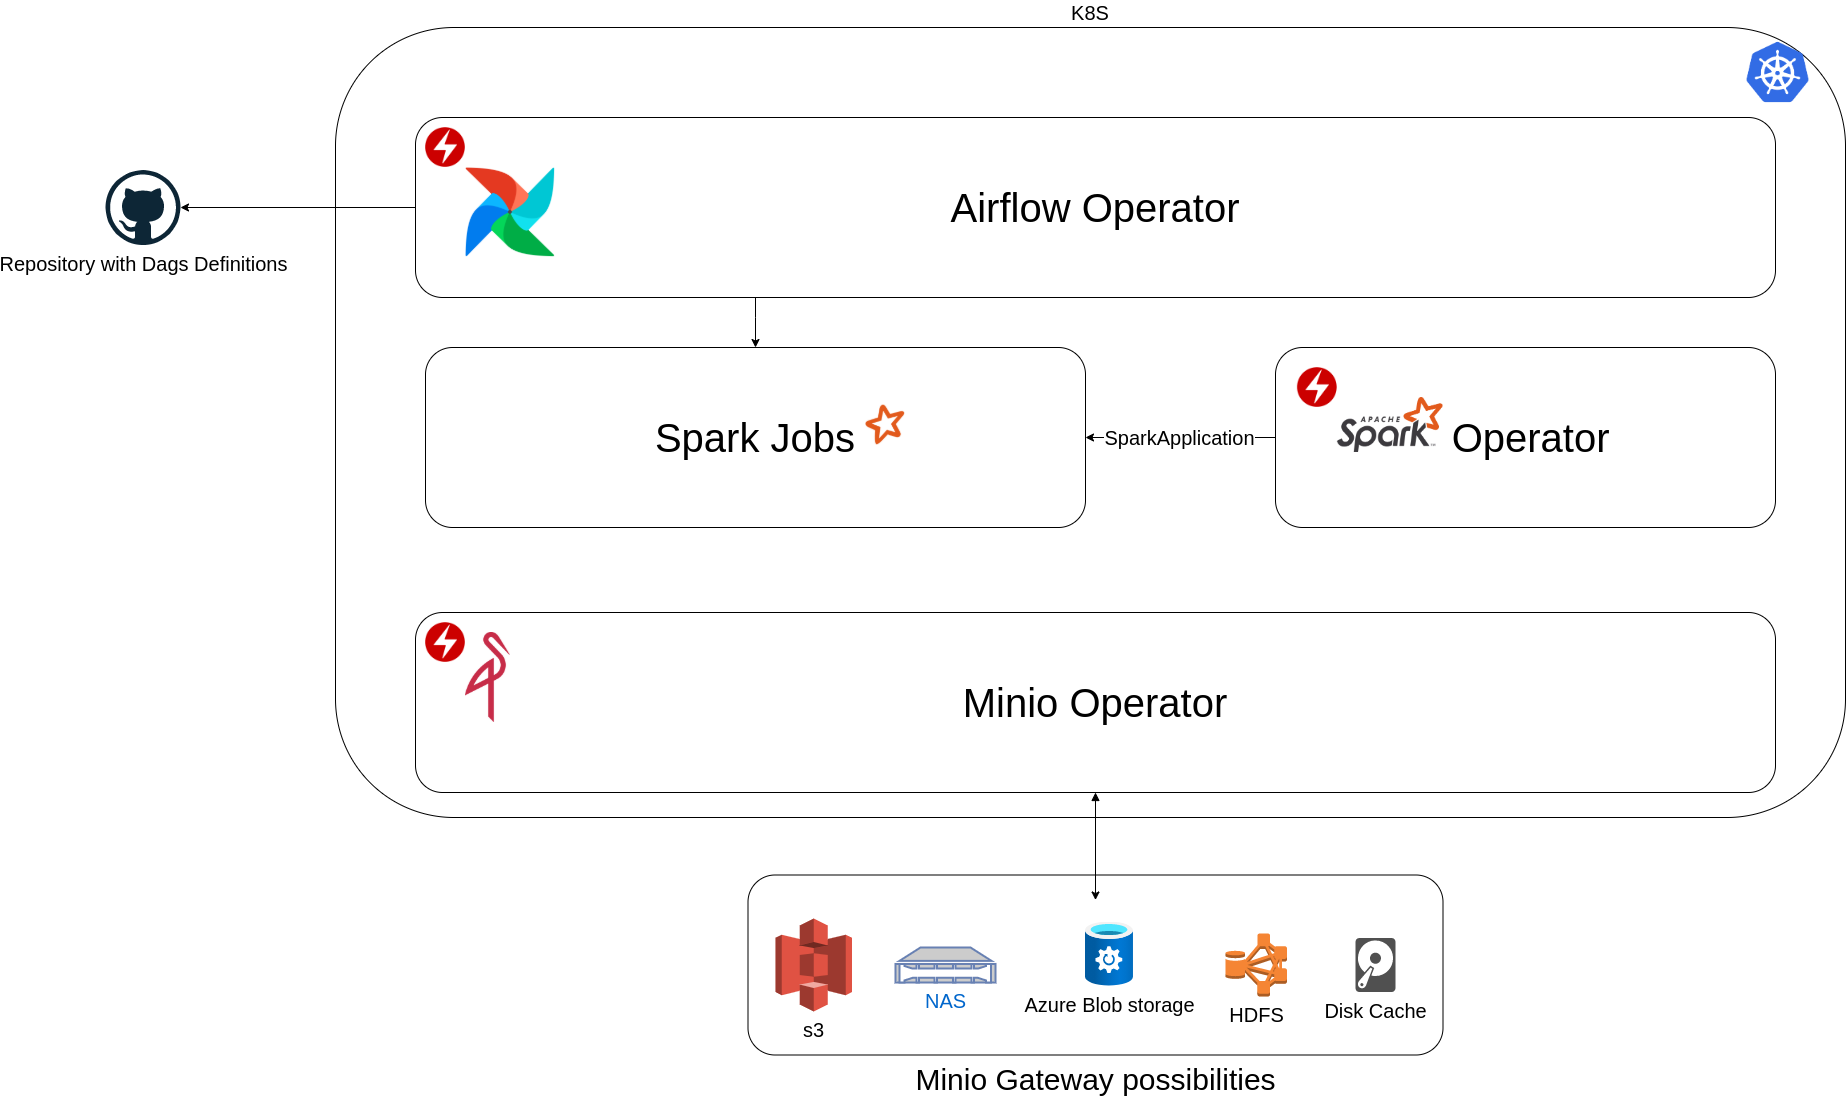 K8S
Airflow Operator
Repository with Dags Definitions
Spark Jobs
SparkApplication
APACHE
Spark
Operator
Minio Operator
s3
NAS
Azure Blob storage
HDFS
Disk Cache
Minio Gateway possibilities